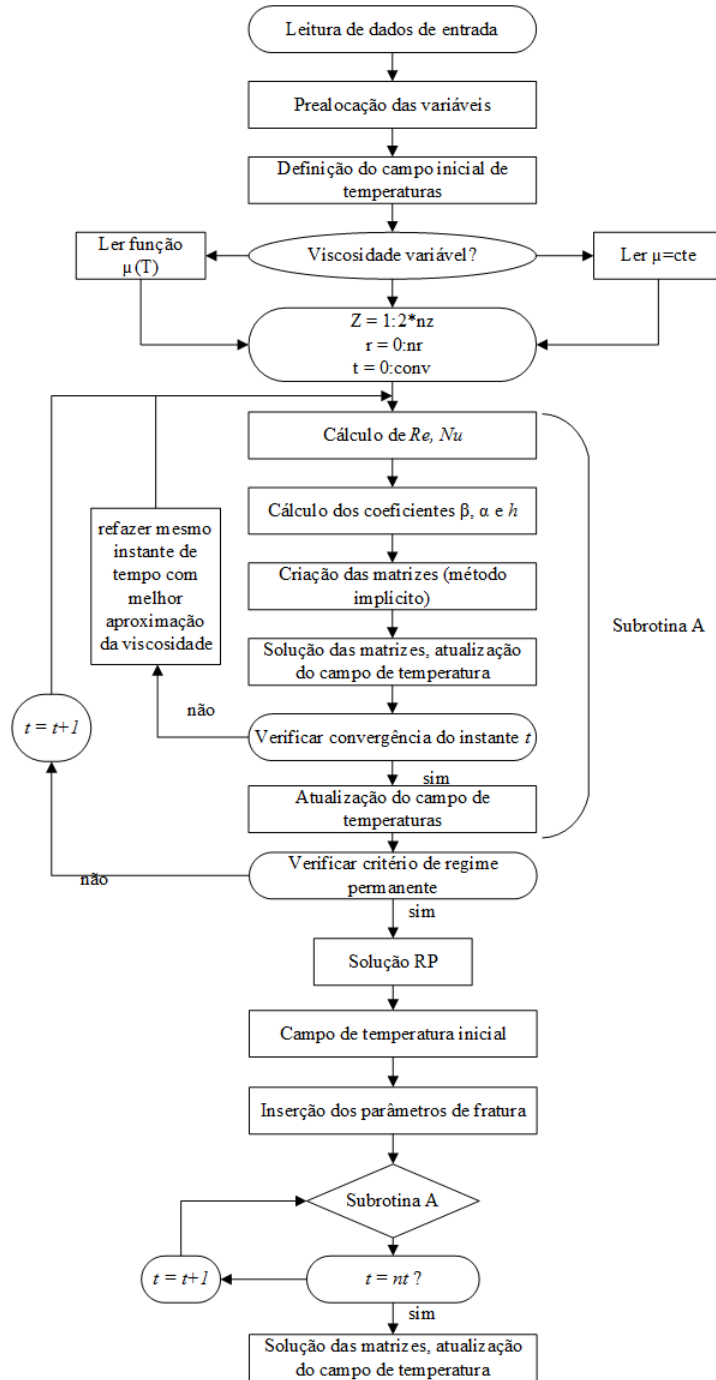 Leitura de dados de entrada
Prealocação das variáveis
Definição do campo inicial de
temperaturas
Ler função
μ(T)
Viscosidade variável?
Ler μ=cte
Z = 1:2*nz
r = 0:nr
t = 0:conv
Cálculo de Re, Nu
Cálculo dos coeficientes β, α e h
refazer mesmo
instante de
tempo com
melhor
aproximação
da viscosidade
Criação das matrizes (método
implícito)
Subrotina A
Solução das matrizes, atualização
do campo de temperatura
não
t = t+1
Verificar convergência do instante t
sim
Atualização do campo de
temperaturas
não
Verificar critério de regime
permanente
sim
Solução RP
Campo de temperatura inicial
Inserção dos parâmetros de fratura
Subrotina A
t = t+1
t = nt ?
sim
Solução das matrizes, atualização
do campo de temperatura